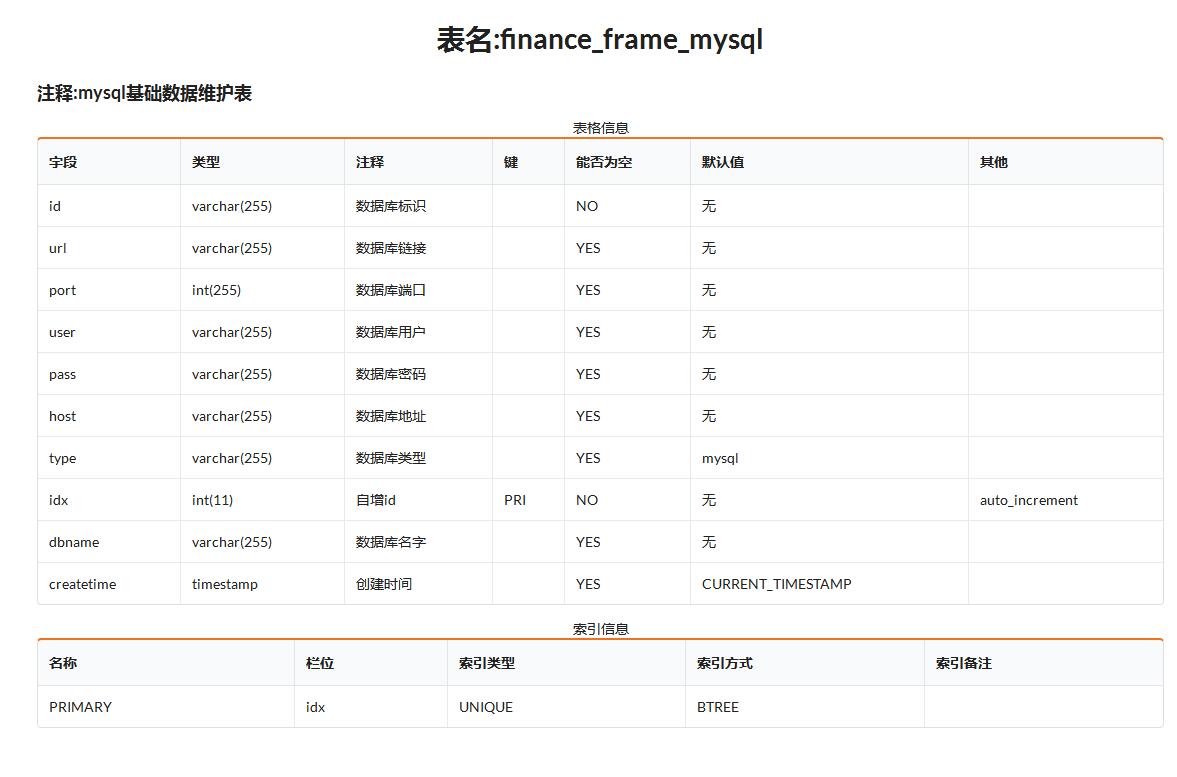 表名:finance_frame_mysql
注释:mysql基础数据维护表
表格信息
字段 类型 注释 键 能否为空 默认值 其他
id varchar(255) 数据库标识 NO 无
url varchar(255) 数据库链接 YES 无
port int(255) 数据库端口 YES 无
user varchar(255) 数据库用户 YES 无
pass varchar(255) 数据库密码 YES 无
host varchar(255) 数据库地址 YES 无
type varchar(255) 数据库类型 YES mysql
idx int(11) 自增id PRI NO 无 auto_increment
dbname varchar(255) 数据库名字 YES 无
createtime timestamp 创建时间 YES CURRENT_TIMESTAMP
索引信息
名称 栏位 索引类型 索引方式 索引备注
PRIMARY idx UNIQUE BTREE